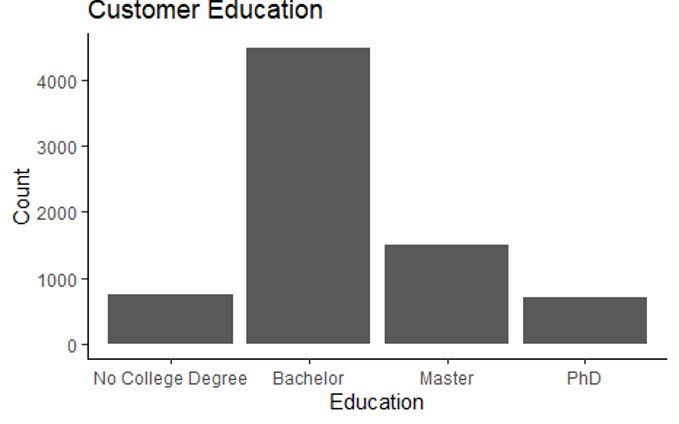 Customer Education
Count
4000
3000
2000
1000
0
No College Degree Bachelor Master PhD
Education